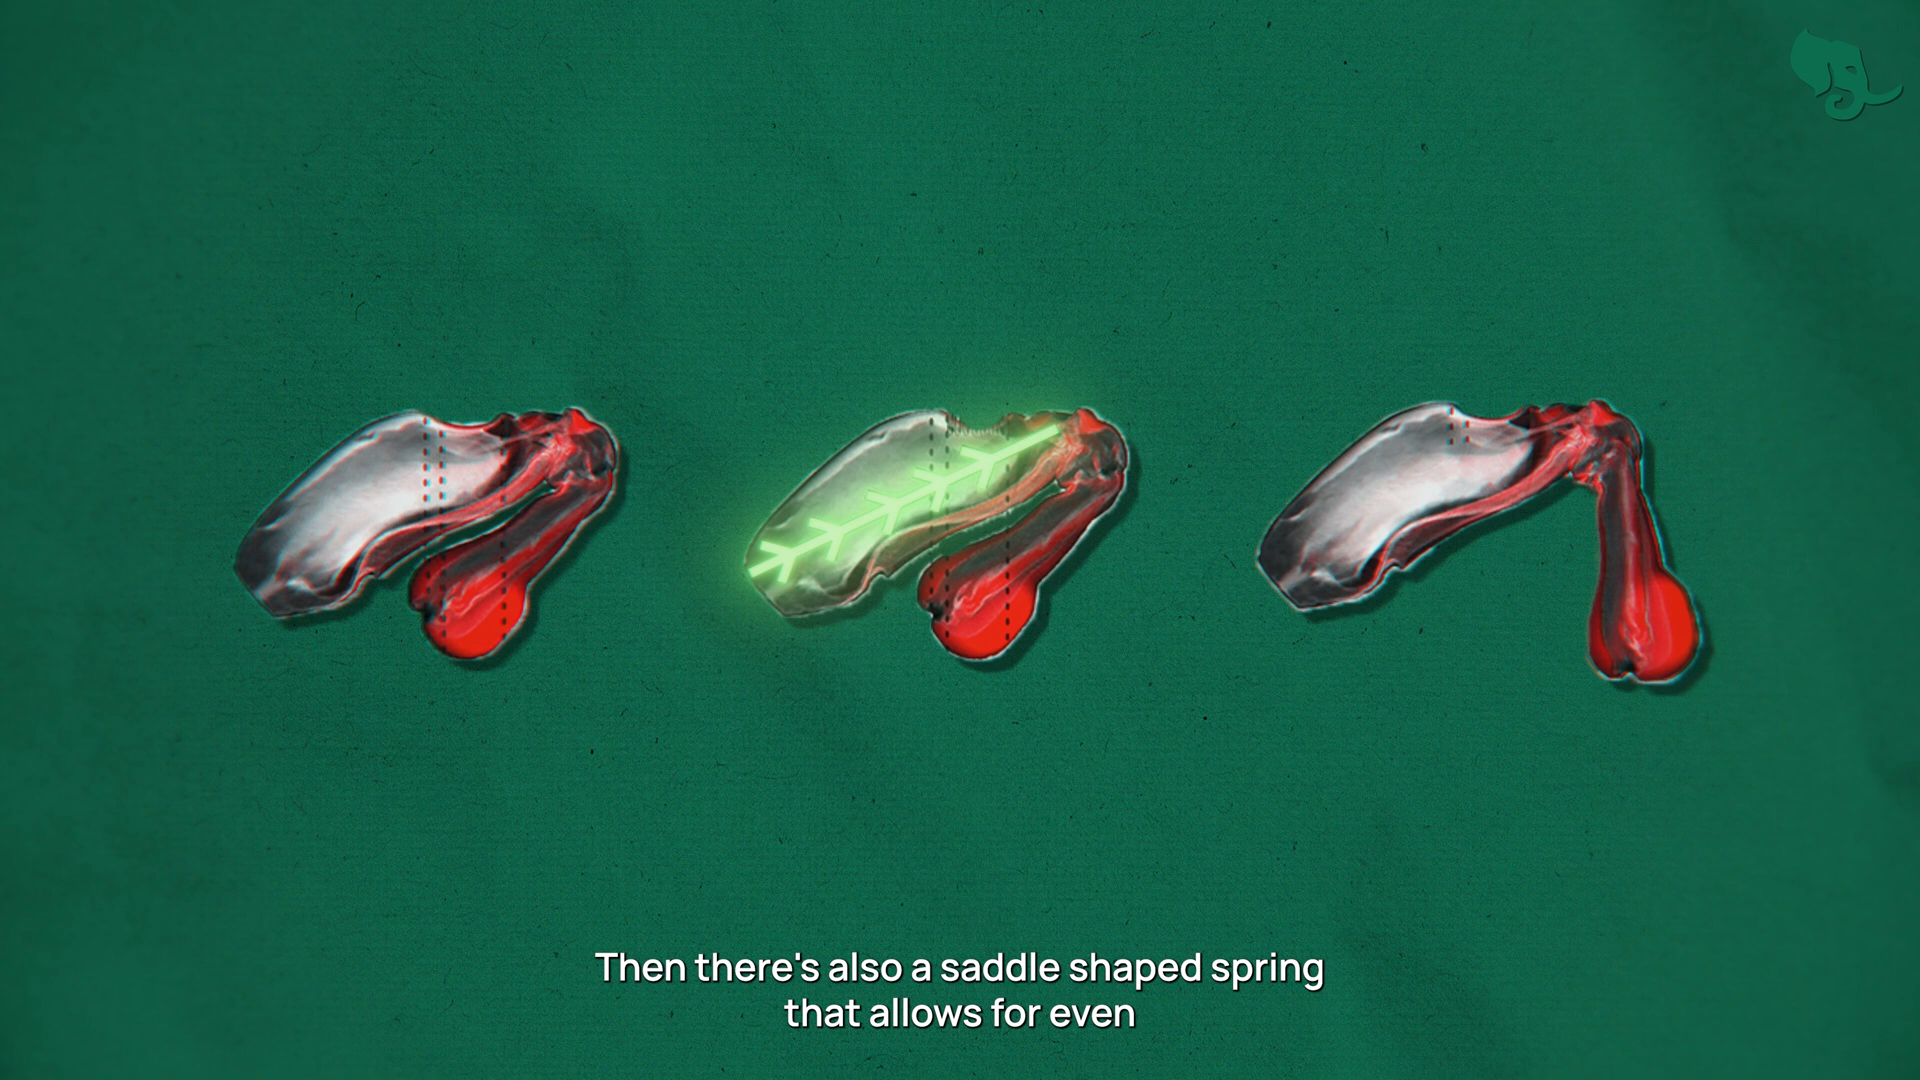 Then there's also a saddle shaped spring
that allows for even